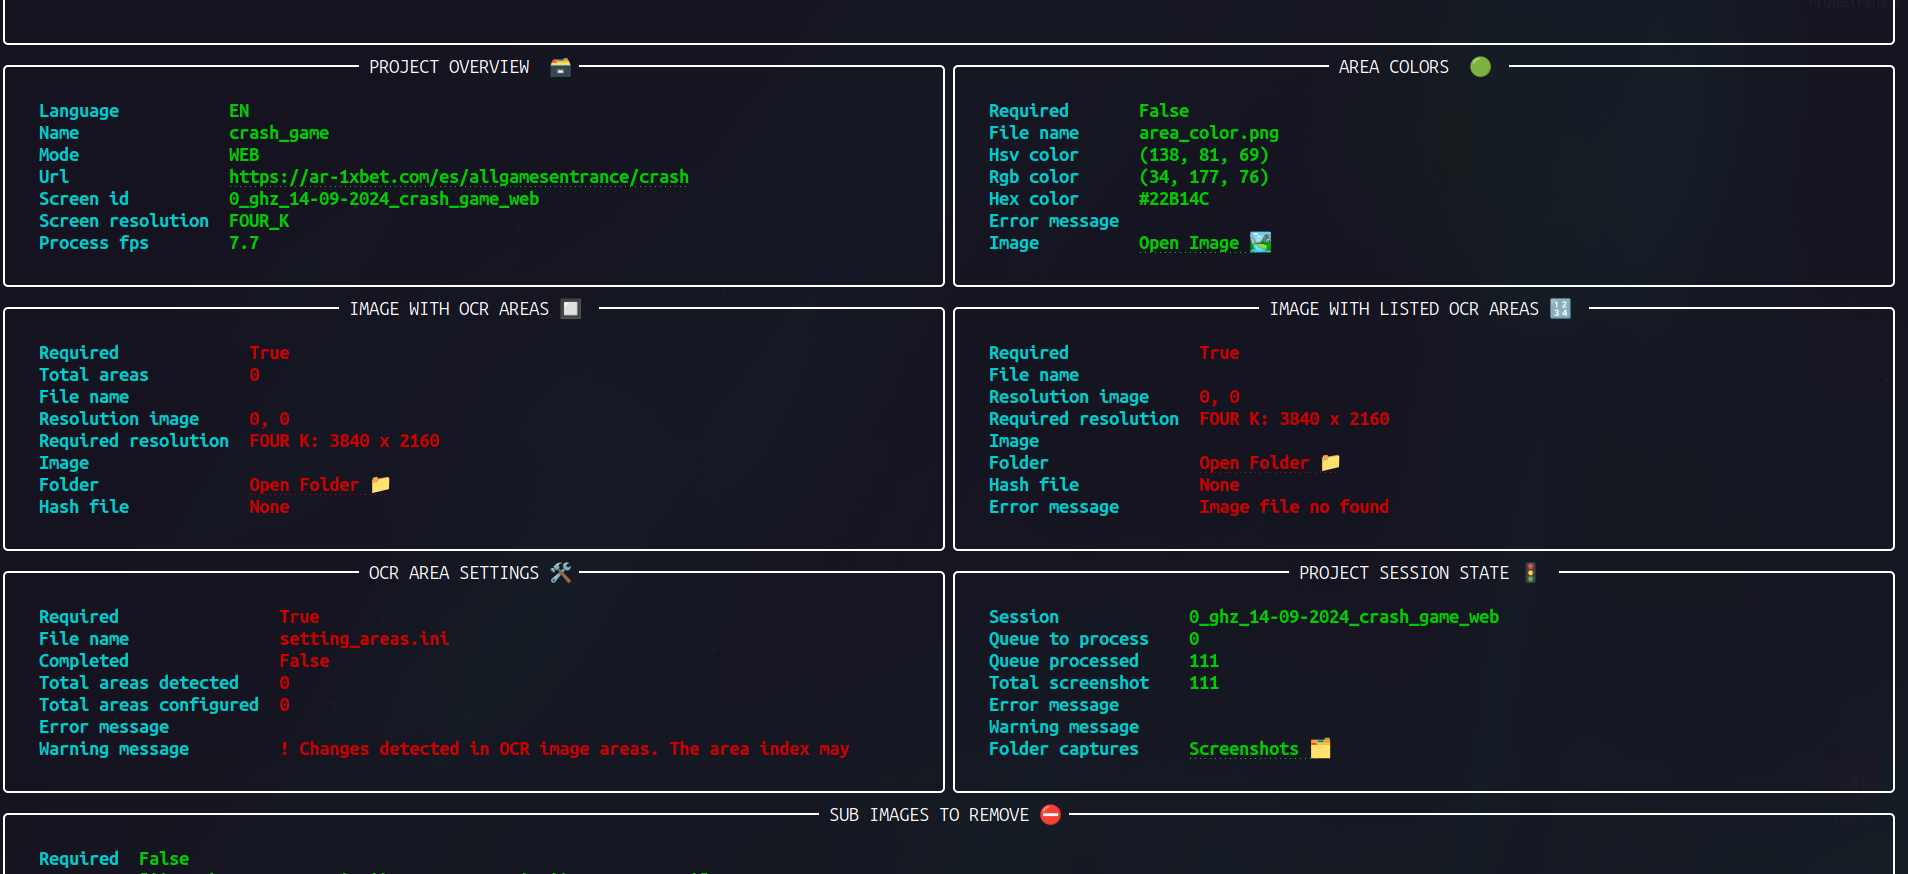 PROJECT OVERVIEW
Language EN
Name crash_game
Mode WEB
Url https://ar-1xbet.com/es/allgamesentrance/crash
Screen id 0_ghz_14-09-2024_crash_game_web
Screen resolution FOUR_K
Process fps 7.7
AREA COLORS
Required False
File name area_color.png
Hsv color (138, 81, 69)
Rgb color (34, 177, 76)
Hex color #22B14C
Error message
Image Open Image
IMAGE WITH OCR AREAS
Required True
Total areas 0
File name
Resolution image 0, 0
Required resolution FOUR K: 3840 x 2160
Image
Folder Open Folder
Hash file None
IMAGE WITH LISTED OCR AREAS
Required True
File name
Resolution image 0, 0
Required resolution FOUR K: 3840 x 2160
Image
Folder Open Folder
Hash file None
Error message Image file no found
OCR AREA SETTINGS
Required True
File name setting_areas.ini
Completed False
Total areas detected 0
Total areas configured 0
Error message
Warning message ! Changes detected in OCR image areas. The area index may
PROJECT SESSION STATE
Session 0_ghz_14-09-2024_crash_game_web
Queue to process 0
Queue processed 111
Total screenshot 111
Error message
Warning message
Folder captures Screenshots
SUB IMAGES TO REMOVE
Required False